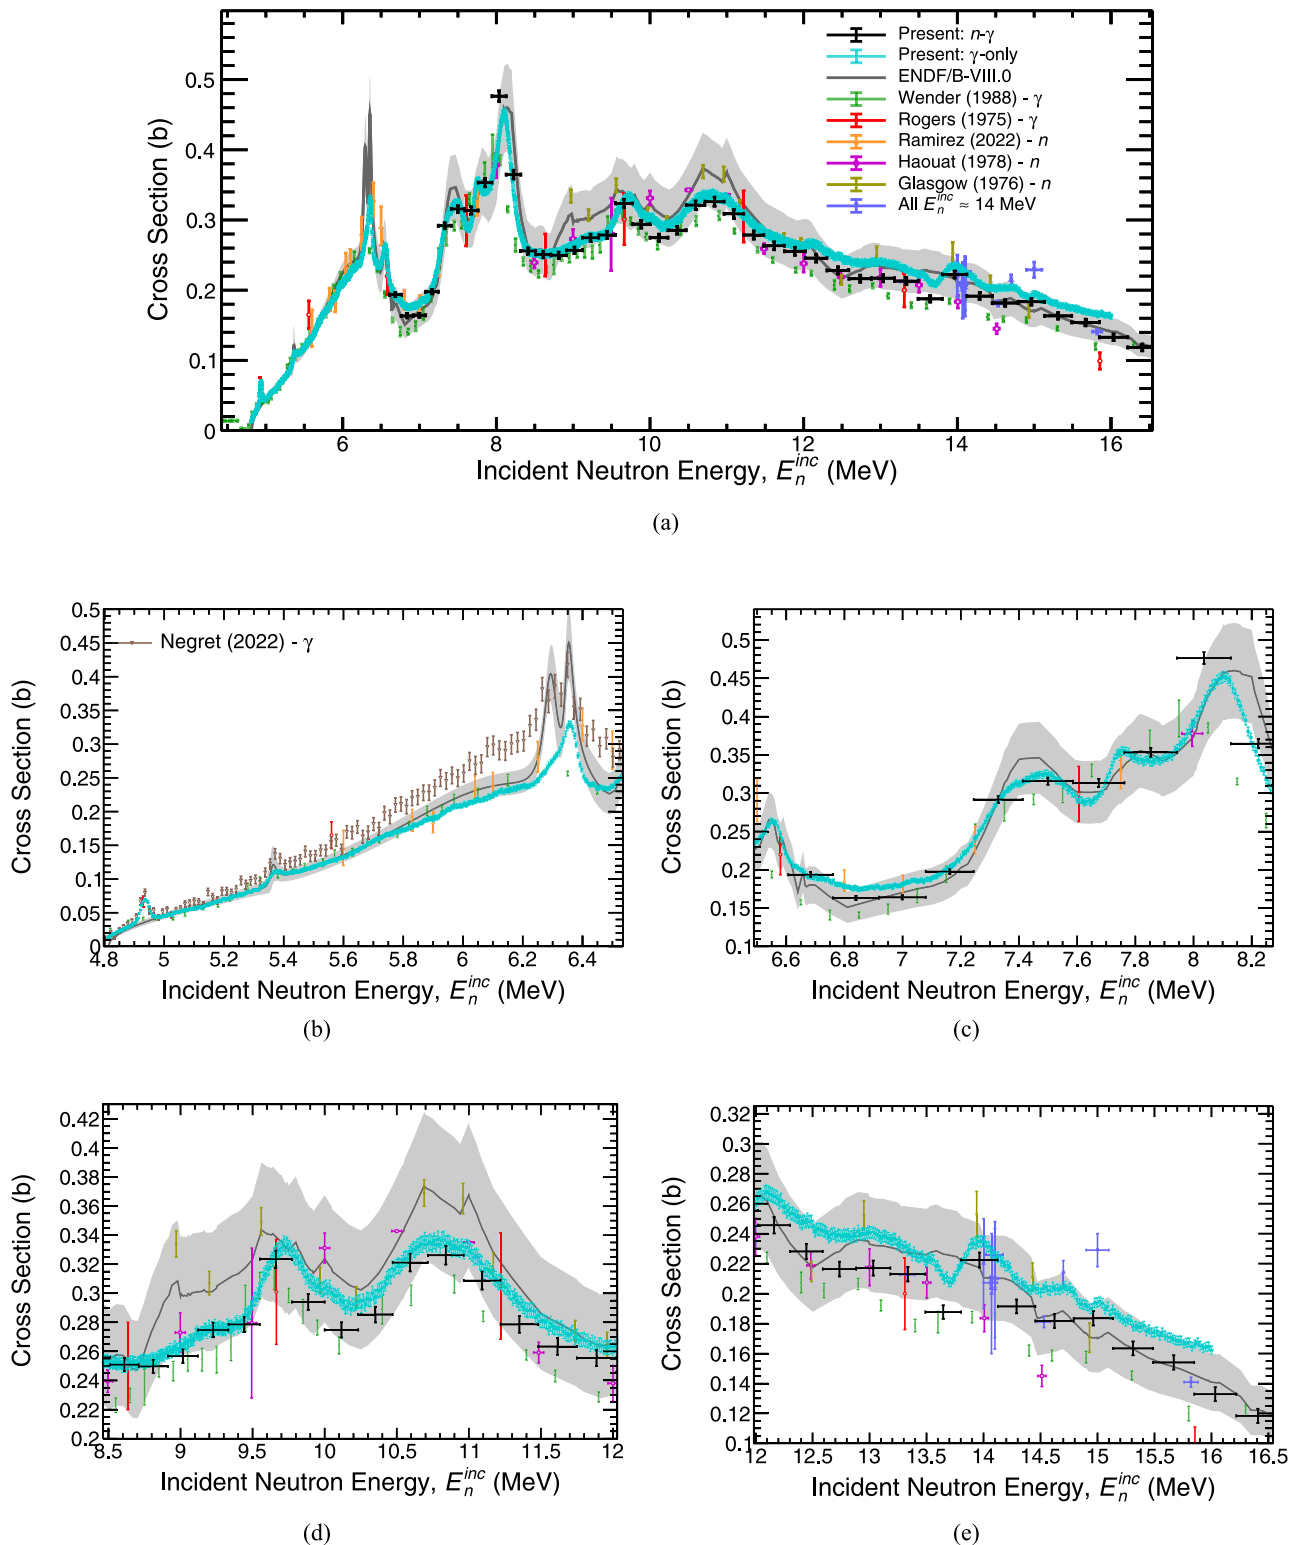 Present: n-γ
Present: γ-only
ENDF/B-VIII.0
Wender (1988) - γ
Rogers (1975) - γ
Ramirez (2022) - n
Haouat (1978) - n
Glasgow (1976) - n
All E_n^inc ≈ 14 MeV
Cross Section (b)
0.5
0.4
0.3
0.2
0.1
0
6 8 10 12 14 16
Incident Neutron Energy, E_n^inc (MeV)
(a)
Negret (2022) - γ
Cross Section (b)
0.5
0.45
0.4
0.35
0.3
0.25
0.2
0.15
0.1
0.05
0
4.8 5 5.2 5.4 5.6 5.8 6 6.2 6.4
Incident Neutron Energy, E_n^inc (MeV)
(b)
Cross Section (b)
0.5
0.45
0.4
0.35
0.3
0.25
0.2
0.15
0.1
6.6 6.8 7 7.2 7.4 7.6 7.8 8 8.2
Incident Neutron Energy, E_n^inc (MeV)
(c)
Cross Section (b)
0.42
0.4
0.38
0.36
0.34
0.32
0.3
0.28
0.26
0.24
0.22
0.2
8.5 9 9.5 10 10.5 11 11.5 12
Incident Neutron Energy, E_n^inc (MeV)
(d)
Cross Section (b)
0.32
0.3
0.28
0.26
0.24
0.22
0.2
0.18
0.16
0.14
0.12
0.1
12 12.5 13 13.5 14 14.5 15 15.5 16 16.5
Incident Neutron Energy, E_n^inc (MeV)
(e)